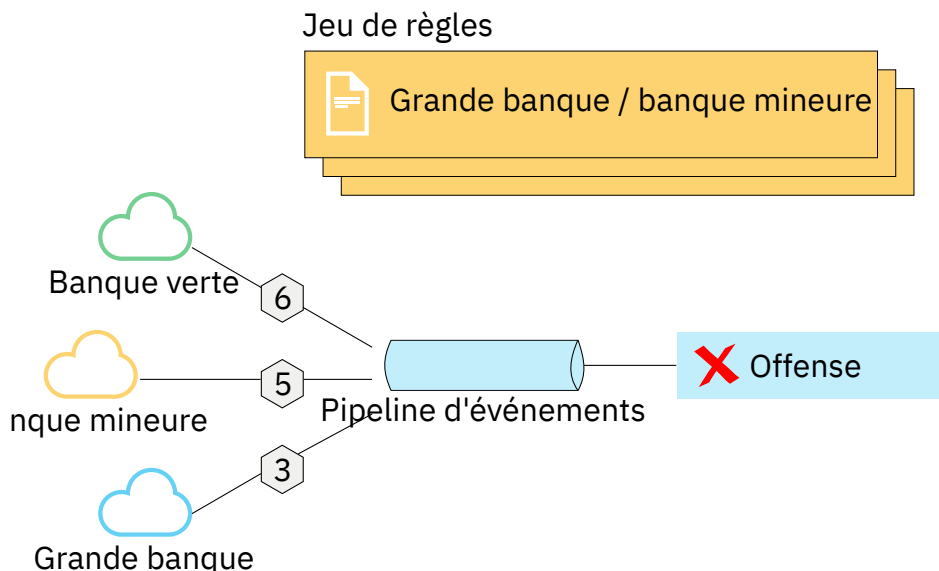 Jeu de règles
Grande banque / banque mineure
Banque verte
6
5
nque mineure
Pipeline d'événements
Offense
3
Grande banque